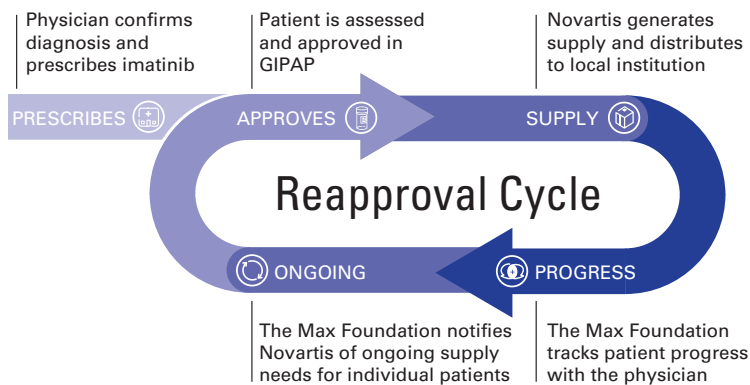 Physician confirms
diagnosis and
prescribes imatinib
Patient is assessed
and approved in
GIPAP
Novartis generates
supply and distributes
to local institution
PRESCRIBES
APPROVES
SUPPLY
Reapproval Cycle
ONGOING
PROGRESS
The Max Foundation notifies
Novartis of ongoing supply
needs for individual patients
The Max Foundation
tracks patient progress
with the physician